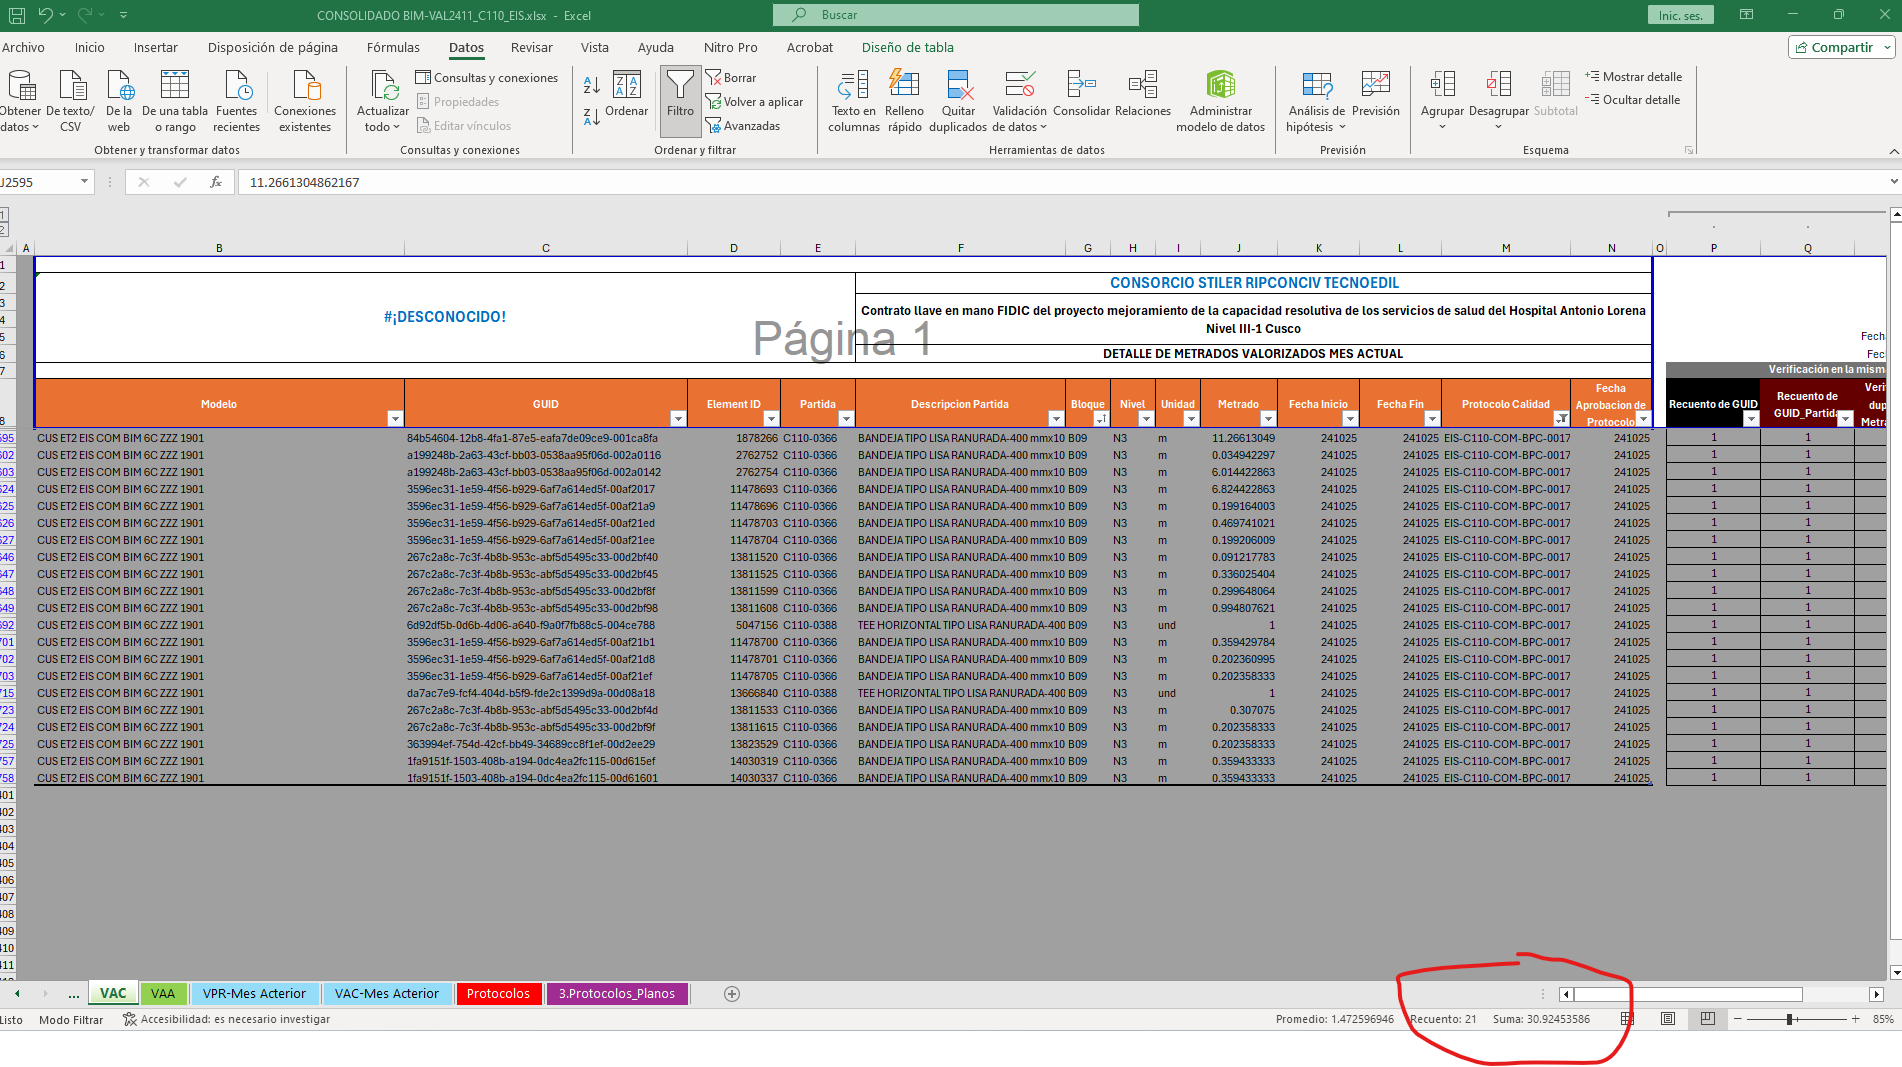 CONSOLIDADO BIM-VAL2411_C110_EIS.xlsx - Excel
Buscar
Inic. ses.
Archivo Inicio Insertar Disposición de página Fórmulas Datos Revisar Vista Ayuda Nitro Pro Acrobat Diseño de tabla
Compartir
Obtener datos
De texto/ CSV
De la web
De una tabla o rango
Fuentes recientes
Conexiones existentes
Obtener y transformar datos
Actualizar todo
Consultas y conexiones
Propiedades
Editar vínculos
Consultas y conexiones
Ordenar
Filtro
Borrar
Volver a aplicar
Avanzadas
Ordenar y filtrar
Texto en columnas
Relleno rápido
Quitar duplicados
Validación de datos
Consolidar
Relaciones
Administrar modelo de datos
Herramientas de datos
Análisis de hipótesis
Previsión
Previsión
Agrupar
Desagrupar
Subtotal
Mostrar detalle
Ocultar detalle
Esquema
J2595 fx 11.2661304862167
1
2
A B C D E F G H I J K L M N O P Q
1
2
3
4
5
6
7
8
#¡DESCONOCIDO!
CONSORCIO STILER RIPCONCIV TECNOEDIL
Contrato llave en mano FIDIC del proyecto mejoramiento de la capacidad resolutiva de los servicios de salud del Hospital Antonio Lorena
Nivel III-1 Cusco
DETALLE DE METRADOS VALORIZADOS MES ACTUAL
Página 1
Fech
Fec
Verificación en la mism
Modelo GUID Element ID Partida Descripcion Partida Bloque Nivel Unidad Metrado Fecha Inicio Fecha Fin Protocolo Calidad Fecha Aprobacion de Protocolo Recuento de GUID Recuento de GUID_Partida Veri dup Metra
595 CUS ET2 EIS COM BIM 6C ZZZ 1901 84b54604-12b8-4fa1-87e5-eafa7de09ce9-001ca8fa 1878266 C110-0366 BANDEJA TIPO LISA RANURADA-400 mmx10 B09 N3 m 11.26613049 241025 241025 EIS-C110-COM-BPC-0017 241025 1 1
602 CUS ET2 EIS COM BIM 6C ZZZ 1901 a199248b-2a63-43cf-bb03-0538aa95f06d-002a0116 2762752 C110-0366 BANDEJA TIPO LISA RANURADA-400 mmx10 B09 N3 m 0.034942297 241025 241025 EIS-C110-COM-BPC-0017 241025 1 1
603 CUS ET2 EIS COM BIM 6C ZZZ 1901 a199248b-2a63-43cf-bb03-0538aa95f06d-002a0142 2762754 C110-0366 BANDEJA TIPO LISA RANURADA-400 mmx10 B09 N3 m 6.014422863 241025 241025 EIS-C110-COM-BPC-0017 241025 1 1
624 CUS ET2 EIS COM BIM 6C ZZZ 1901 3596ec31-1e59-4f56-b929-6af7a614ed5f-00af2017 11478693 C110-0366 BANDEJA TIPO LISA RANURADA-400 mmx10 B09 N3 m 6.824422863 241025 241025 EIS-C110-COM-BPC-0017 241025 1 1
625 CUS ET2 EIS COM BIM 6C ZZZ 1901 3596ec31-1e59-4f56-b929-6af7a614ed5f-00af21a9 11478696 C110-0366 BANDEJA TIPO LISA RANURADA-400 mmx10 B09 N3 m 0.199164003 241025 241025 EIS-C110-COM-BPC-0017 241025 1 1
626 CUS ET2 EIS COM BIM 6C ZZZ 1901 3596ec31-1e59-4f56-b929-6af7a614ed5f-00af21ed 11478703 C110-0366 BANDEJA TIPO LISA RANURADA-400 mmx10 B09 N3 m 0.469741021 241025 241025 EIS-C110-COM-BPC-0017 241025 1 1
627 CUS ET2 EIS COM BIM 6C ZZZ 1901 3596ec31-1e59-4f56-b929-6af7a614ed5f-00af21ee 11478704 C110-0366 BANDEJA TIPO LISA RANURADA-400 mmx10 B09 N3 m 0.199206009 241025 241025 EIS-C110-COM-BPC-0017 241025 1 1
646 CUS ET2 EIS COM BIM 6C ZZZ 1901 267c2a8c-7c3f-4b8b-953c-abf5d5495c33-00d2bf40 13811520 C110-0366 BANDEJA TIPO LISA RANURADA-400 mmx10 B09 N3 m 0.091217783 241025 241025 EIS-C110-COM-BPC-0017 241025 1 1
647 CUS ET2 EIS COM BIM 6C ZZZ 1901 267c2a8c-7c3f-4b8b-953c-abf5d5495c33-00d2bf45 13811525 C110-0366 BANDEJA TIPO LISA RANURADA-400 mmx10 B09 N3 m 0.336025404 241025 241025 EIS-C110-COM-BPC-0017 241025 1 1
648 CUS ET2 EIS COM BIM 6C ZZZ 1901 267c2a8c-7c3f-4b8b-953c-abf5d5495c33-00d2bf8f 13811599 C110-0366 BANDEJA TIPO LISA RANURADA-400 mmx10 B09 N3 m 0.299648064 241025 241025 EIS-C110-COM-BPC-0017 241025 1 1
649 CUS ET2 EIS COM BIM 6C ZZZ 1901 267c2a8c-7c3f-4b8b-953c-abf5d5495c33-00d2bf98 13811608 C110-0366 BANDEJA TIPO LISA RANURADA-400 mmx10 B09 N3 m 0.994807621 241025 241025 EIS-C110-COM-BPC-0017 241025 1 1
692 CUS ET2 EIS COM BIM 6C ZZZ 1901 6d92df5b-0d6b-4d06-a640-f9a0f7fb88c5-004ce788 5047156 C110-0388 TEE HORIZONTAL TIPO LISA RANURADA-400 B09 N3 und 1 241025 241025 EIS-C110-COM-BPC-0017 241025 1 1
701 CUS ET2 EIS COM BIM 6C ZZZ 1901 3596ec31-1e59-4f56-b929-6af7a614ed5f-00af21b1 11478700 C110-0366 BANDEJA TIPO LISA RANURADA-400 mmx10 B09 N3 m 0.359429784 241025 241025 EIS-C110-COM-BPC-0017 241025 1 1
702 CUS ET2 EIS COM BIM 6C ZZZ 1901 3596ec31-1e59-4f56-b929-6af7a614ed5f-00af21d8 11478701 C110-0366 BANDEJA TIPO LISA RANURADA-400 mmx10 B09 N3 m 0.202360995 241025 241025 EIS-C110-COM-BPC-0017 241025 1 1
703 CUS ET2 EIS COM BIM 6C ZZZ 1901 3596ec31-1e59-4f56-b929-6af7a614ed5f-00af21ef 11478705 C110-0366 BANDEJA TIPO LISA RANURADA-400 mmx10 B09 N3 m 0.202358333 241025 241025 EIS-C110-COM-BPC-0017 241025 1 1
715 CUS ET2 EIS COM BIM 6C ZZZ 1901 da7ac7e9-fcf4-404d-b5f9-fde2c1399d9a-00d08a18 13666840 C110-0388 TEE HORIZONTAL TIPO LISA RANURADA-400 B09 N3 und 1 241025 241025 EIS-C110-COM-BPC-0017 241025 1 1
723 CUS ET2 EIS COM BIM 6C ZZZ 1901 267c2a8c-7c3f-4b8b-953c-abf5d5495c33-00d2bf4d 13811533 C110-0366 BANDEJA TIPO LISA RANURADA-400 mmx10 B09 N3 m 0.307075 241025 241025 EIS-C110-COM-BPC-0017 241025 1 1
724 CUS ET2 EIS COM BIM 6C ZZZ 1901 267c2a8c-7c3f-4b8b-953c-abf5d5495c33-00d2bf9f 13811615 C110-0366 BANDEJA TIPO LISA RANURADA-400 mmx10 B09 N3 m 0.202358333 241025 241025 EIS-C110-COM-BPC-0017 241025 1 1
725 CUS ET2 EIS COM BIM 6C ZZZ 1901 363994ef-754d-42cf-bb49-34689cc8f1ef-00d2ee29 13823529 C110-0366 BANDEJA TIPO LISA RANURADA-400 mmx10 B09 N3 m 0.202358333 241025 241025 EIS-C110-COM-BPC-0017 241025 1 1
757 CUS ET2 EIS COM BIM 6C ZZZ 1901 1fa9151f-1503-408b-a194-0dc4ea2fc115-00d615ef 14030319 C110-0366 BANDEJA TIPO LISA RANURADA-400 mmx10 B09 N3 m 0.359433333 241025 241025 EIS-C110-COM-BPC-0017 241025 1 1
758 CUS ET2 EIS COM BIM 6C ZZZ 1901 1fa9151f-1503-408b-a194-0dc4ea2fc115-00d61601 14030337 C110-0366 BANDEJA TIPO LISA RANURADA-400 mmx10 B09 N3 m 0.359433333 241025 241025 EIS-C110-COM-BPC-0017 241025 1 1
401
402
403
404
405
406
407
408
409
410
411
... VAC VAA VPR-Mes Acterior VAC-Mes Acterior Protocolos 3.Protocolos_Planos
Listo Modo Filtrar Accesibilidad: es necesario investigar Promedio: 1.472596946 Recuento: 21 Suma: 30.92453586 85%